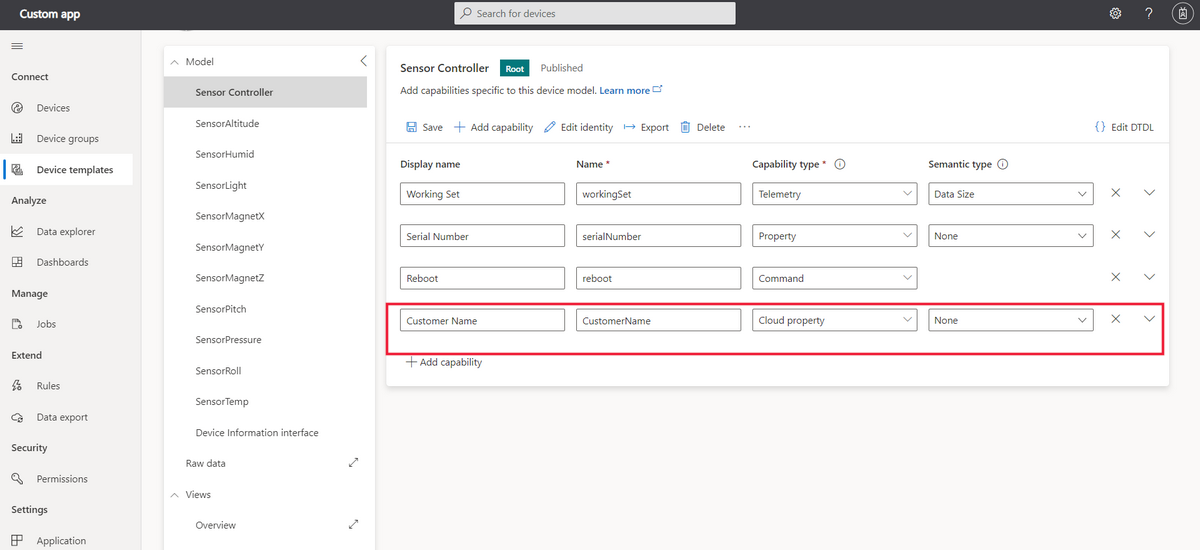 Custom app
Search for devices
?
Connect
Devices
Device groups
Device templates
Analyze
Data explorer
Dashboards
Manage
Jobs
Extend
Rules
Data export
Security
Permissions
Settings
Application
Model
Sensor Controller
SensorAltitude
SensorHumid
SensorLight
SensorMagnetX
SensorMagnetY
SensorMagnetZ
SensorPitch
SensorPressure
SensorRoll
SensorTemp
Device Information interface
Raw data
Views
Overview
Sensor Controller Root Published
Add capabilities specific to this device model. Learn more
Save Add capability Edit identity Export Delete ··· {} Edit DTDL
Display name Name * Capability type * Semantic type
Working Set workingSet Telemetry Data Size
Serial Number serialNumber Property None
Reboot reboot Command
Customer Name CustomerName Cloud property None
Add capability